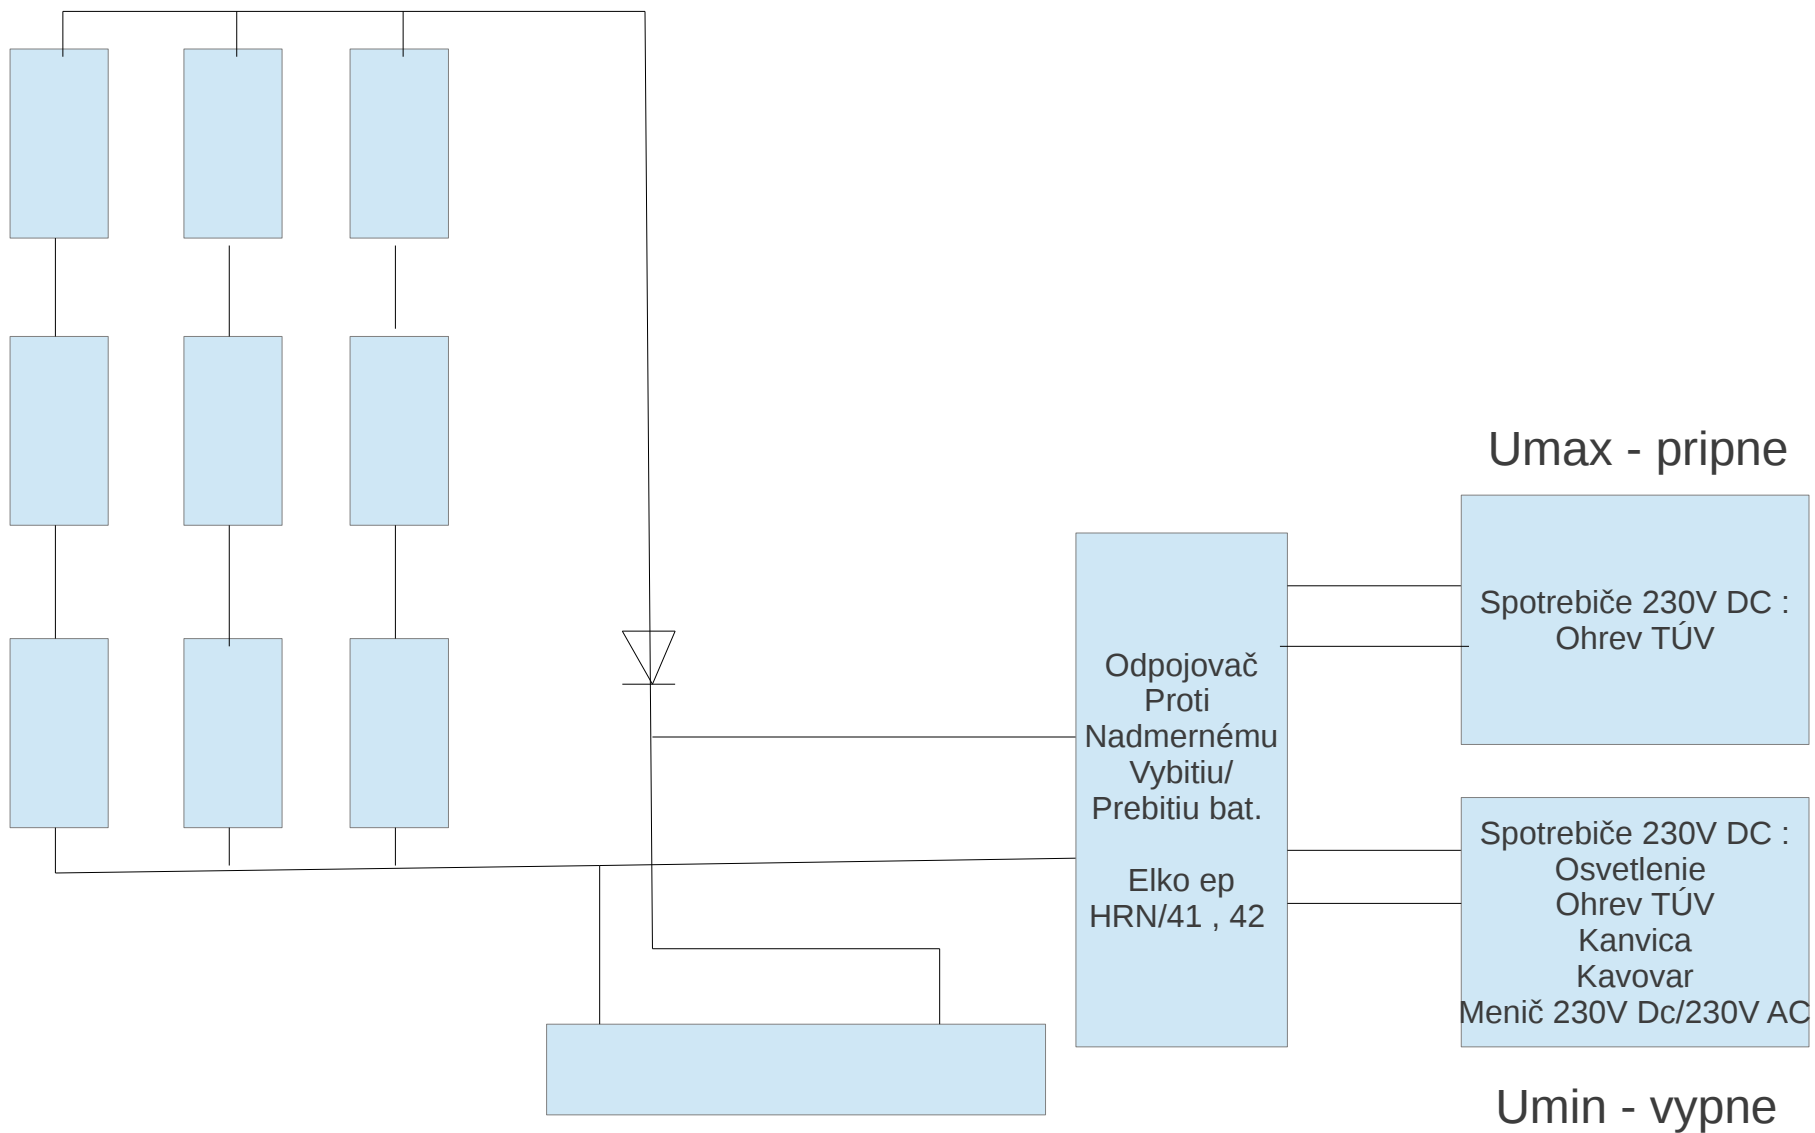 Umax - pripne
Spotrebiče 230V DC :
Ohrev TÚV
Odpojovač
Proti
Nadmernému
Vybitiu/
Prebitiu bat.
Elko ep
HRN/41 , 42
Spotrebiče 230V DC :
Osvetlenie
Ohrev TÚV
Kanvica
Kavovar
Menič 230V Dc/230V AC
Umin - vypne